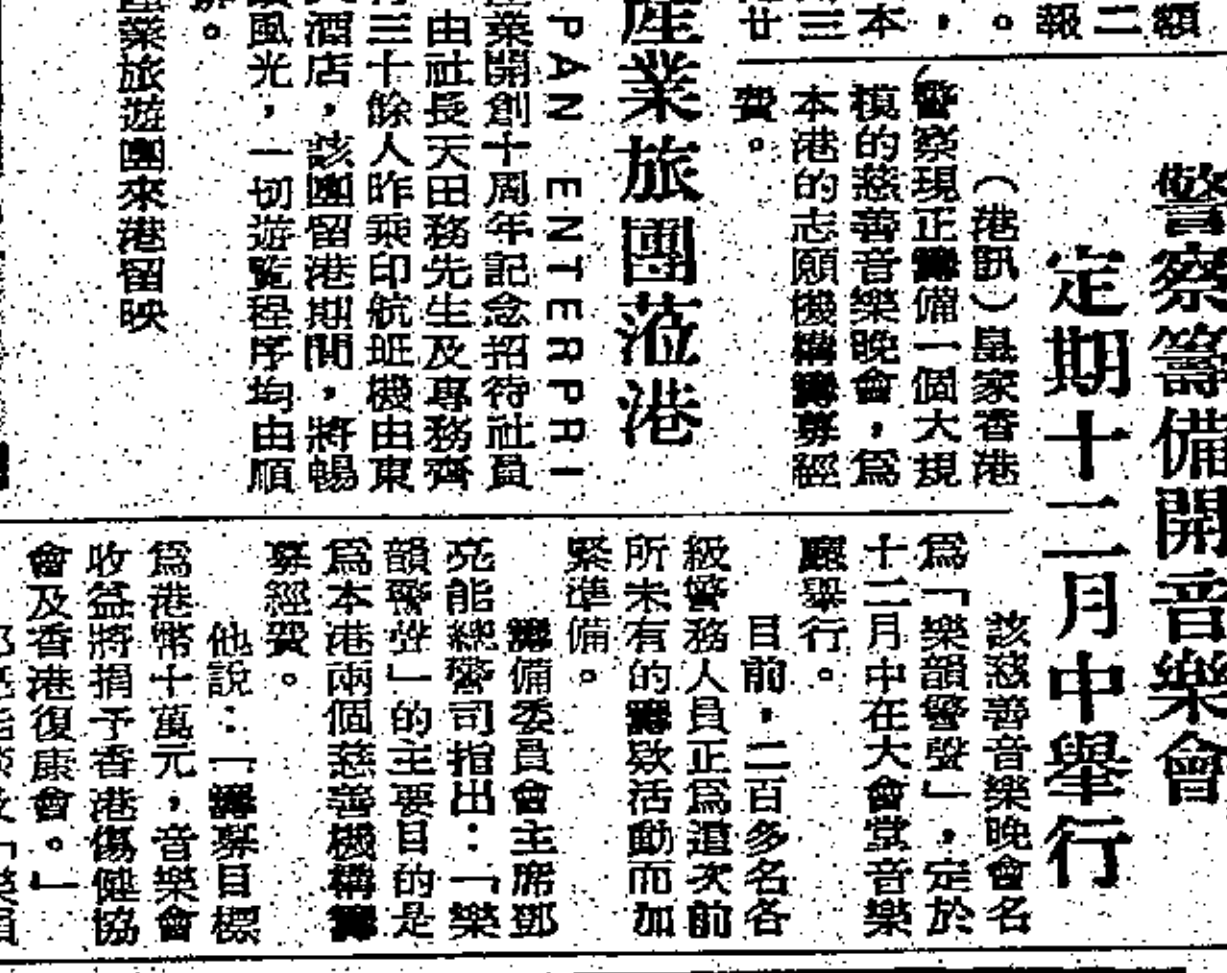 額
二
報
。
，
本
三
廿
警察籌備開音樂會
定期十二月中舉行
（港訊）皇家香港
警察現正籌備一個大規
模的慈善音樂晚會，爲
本港的志願機構籌募經
費。
該慈善音樂晚會名
爲「樂韻警聲」，定於
十二月中在大會堂音樂
廳舉行。
目前，二百多名各
級警務人員正爲這次前
所未有的籌款活動而加
緊準備。
籌備委員會主席鄧
亮能總警司指出：「樂
韻警聲」的主要目的是
爲本港兩個慈善機構籌
募經費。
他說：「籌募目標
爲港幣十萬元，音樂會
收益將捐予香港傷健協
會及香港復康會。」
產業旅團蒞港
PAN ENTERPRI
業開創十周年記念招待社員
由社長天田務先生及專務齊
三十餘人昨乘印航班機由東
酒店，該團留港期間，將暢
風光，一切遊覽程序均由順
。
業旅遊團來港留映